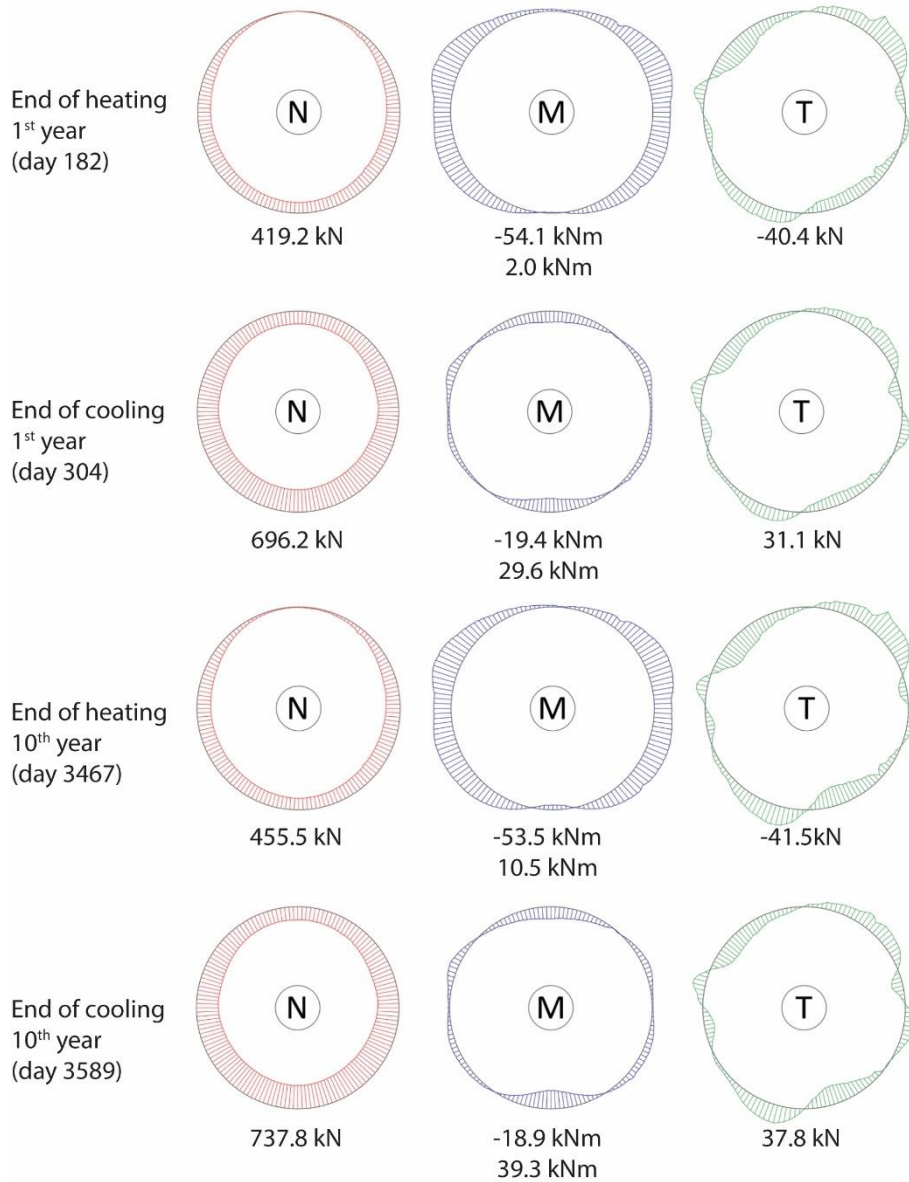 N M T
End of heating
1st year
(day 182)
419.2 kN -54.1 kNm -40.4 kN
2.0 kNm
N M T
End of cooling
1st year
(day 304)
696.2 kN -19.4 kNm 31.1 kN
29.6 kNm
N M T
End of heating
10th year
(day 3467)
455.5 kN -53.5 kNm -41.5kN
10.5 kNm
N M T
End of cooling
10th year
(day 3589)
737.8 kN -18.9 kNm 37.8 kN
39.3 kNm